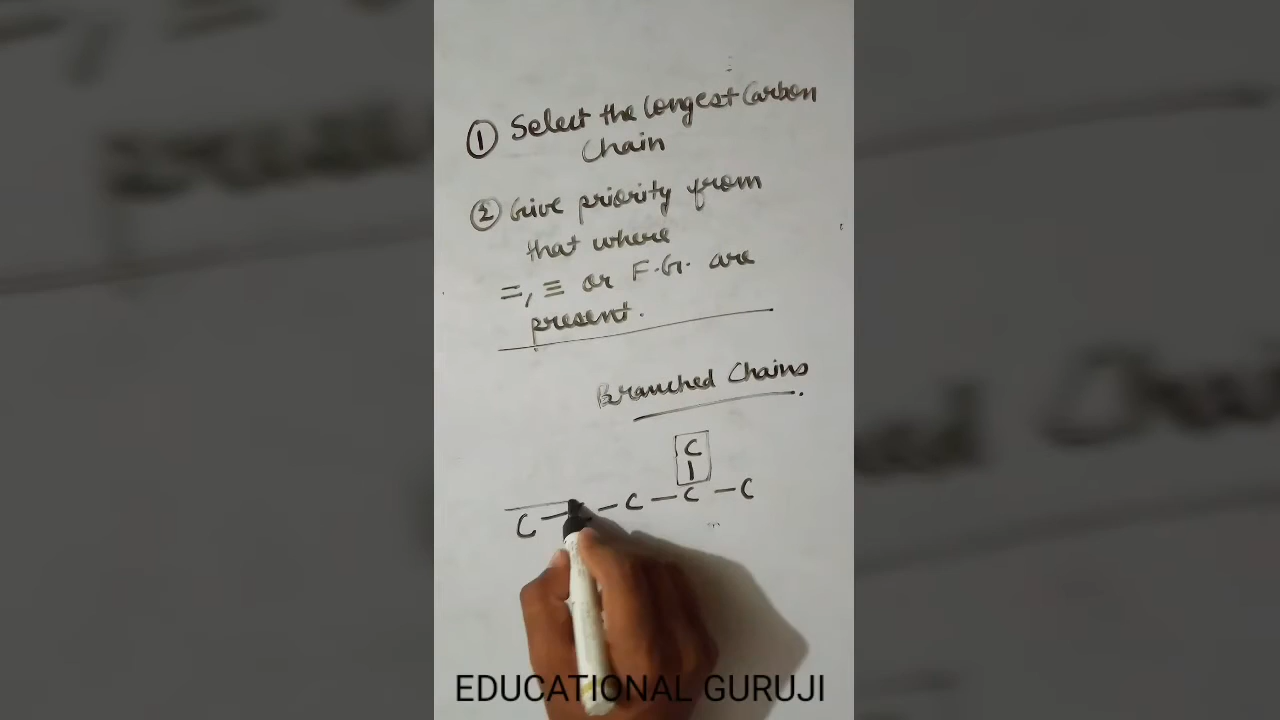 ① Select the longest Carbon
Chain
② Give priority from
that where
=, ≡ or F.G. are
present.
Branched Chains
C
|
C — — C — C — C
EDUCATIONAL GURUJI